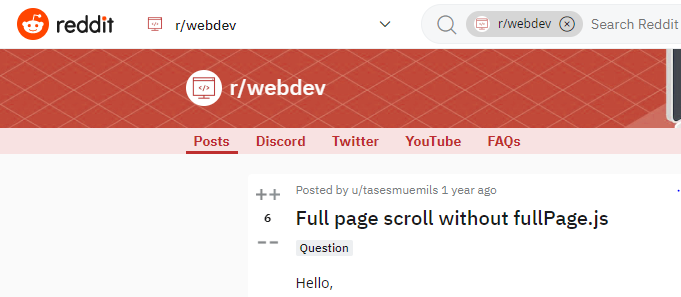 reddit
r/webdev
r/webdev
Search Reddit
r/webdev
Posts Discord Twitter YouTube FAQs
Posted by u/tasesmuemils 1 year ago
6
Full page scroll without fullPage.js
Question
Hello,